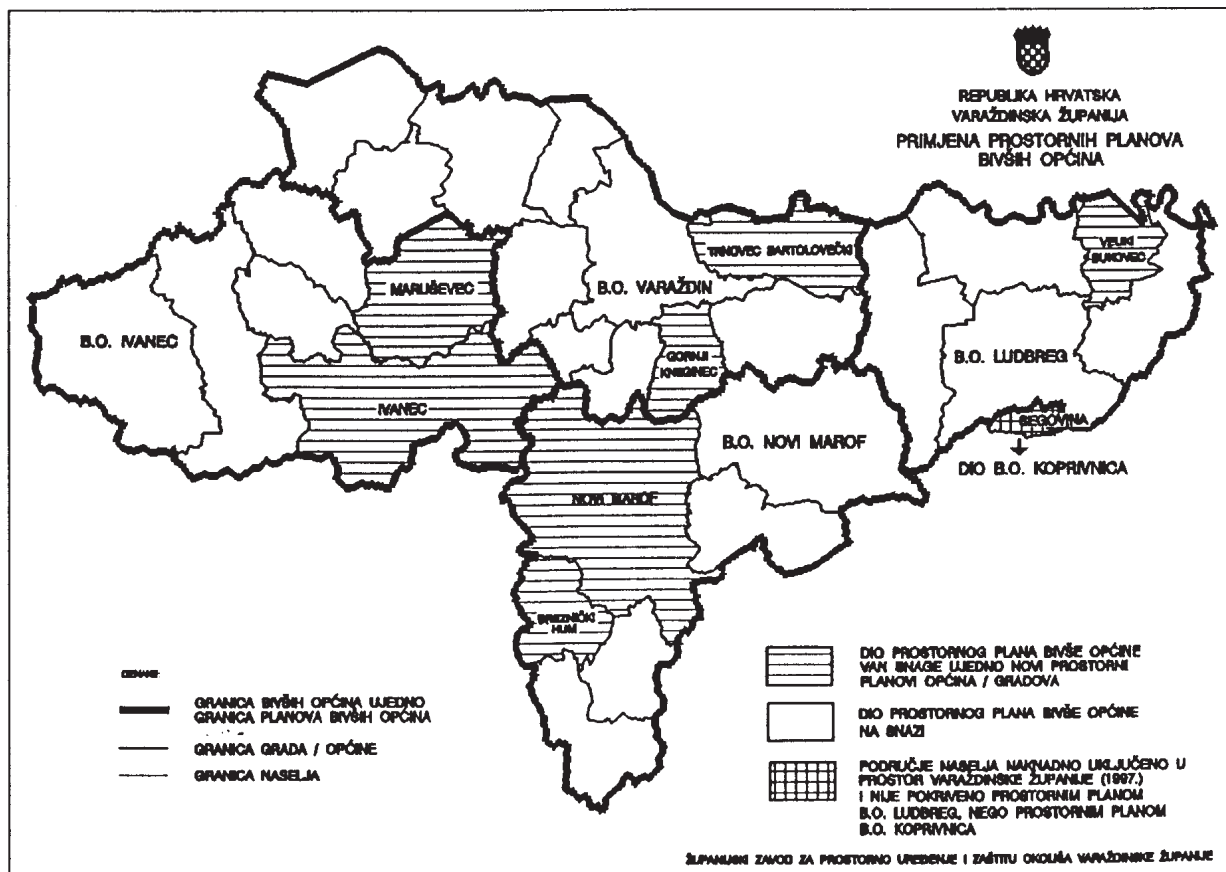 REPUBLIKA HRVATSKA
VARAŽDINSKA ŽUPANIJA
PRIMJENA PROSTORNIH PLANOVA
BIVŠIH OPĆINA
TRNOVEC BARTOLOVEČKI
VELIKI
BUKOVEC
MARUŠEVEC
B.O. VARAŽDIN
B.O. IVANEC
GORNJI
KNEGINEC
B.O. LUDBREG
IVANEC
SEGOVINA
B.O. NOVI MAROF
DIO B.O. KOPRIVNICA
NOVI MAROF
BREZNIČKI
HUM
GRANICA BIVŠIH OPĆINA UJEDNO
GRANICA PLANOVA BIVŠIH OPĆINA
GRANICA GRADA / OPĆINE
GRANICA NASELJA
DIO PROSTORNOG PLANA BIVŠE OPĆINE
VAN SNAGE UJEDNO NOVI PROSTORNI
PLANOVI OPĆINA / GRADOVA
DIO PROSTORNOG PLANA BIVŠE OPĆINE
NA SNAZI
PODRUČJE NASELJA NAKNADNO UKLJUČENO U
PROSTOR VARAŽDINSKE ŽUPANIJE (1997.)
I NIJE POKRIVENO PROSTORNIM PLANOM
B.O. LUDBREG, NEGO PROSTORNIM PLANOM
B.O. KOPRIVNICA
ŽUPANIJSKI ZAVOD ZA PROSTORNO UREĐENJE I ZAŠTITU OKOLIŠA VARAŽDINSKE ŽUPANIJE